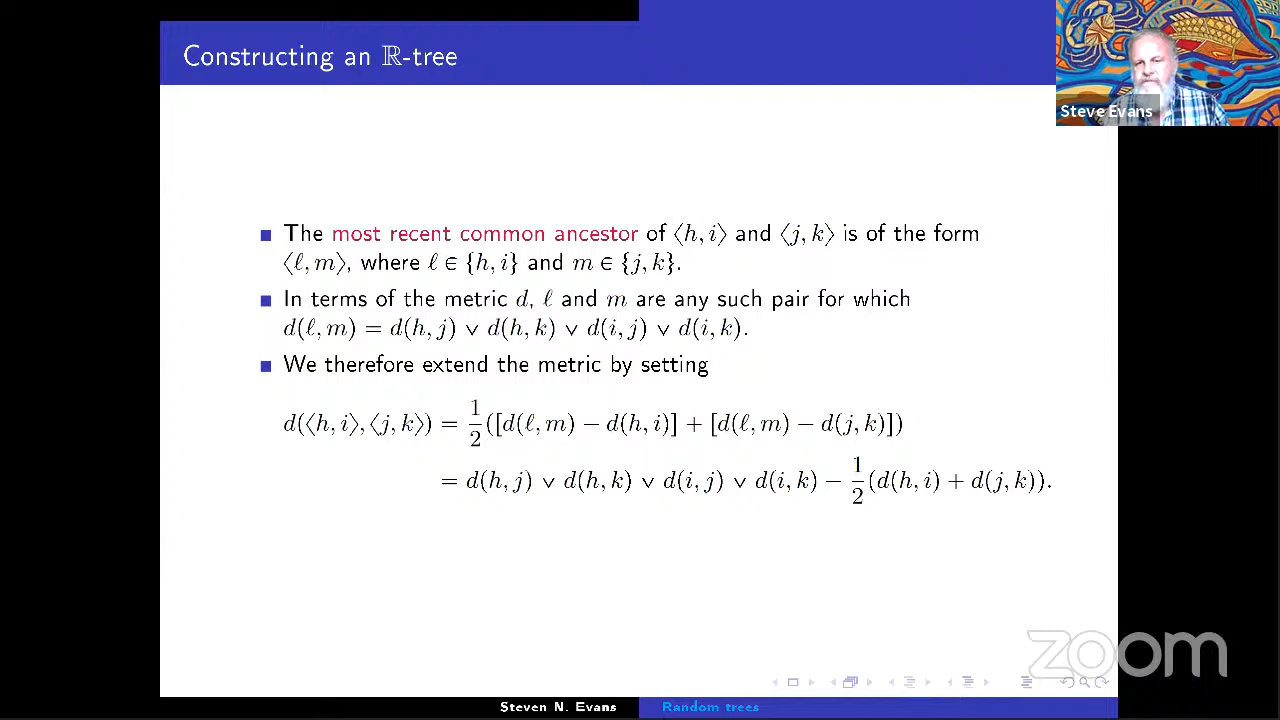 Constructing an ℝ-tree
Steve Evans
The most recent common ancestor of ⟨h, i⟩ and ⟨j, k⟩ is of the form
⟨ℓ, m⟩, where ℓ ∈ {h, i} and m ∈ {j, k}.
In terms of the metric d, ℓ and m are any such pair for which
d(ℓ, m) = d(h, j) ∨ d(h, k) ∨ d(i, j) ∨ d(i, k).
We therefore extend the metric by setting
d(⟨h, i⟩, ⟨j, k⟩) = 1/2 ([d(ℓ, m) − d(h, i)] + [d(ℓ, m) − d(j, k)])
= d(h, j) ∨ d(h, k) ∨ d(i, j) ∨ d(i, k) − 1/2 (d(h, i) + d(j, k)).
zoom
Steven N. Evans
Random trees